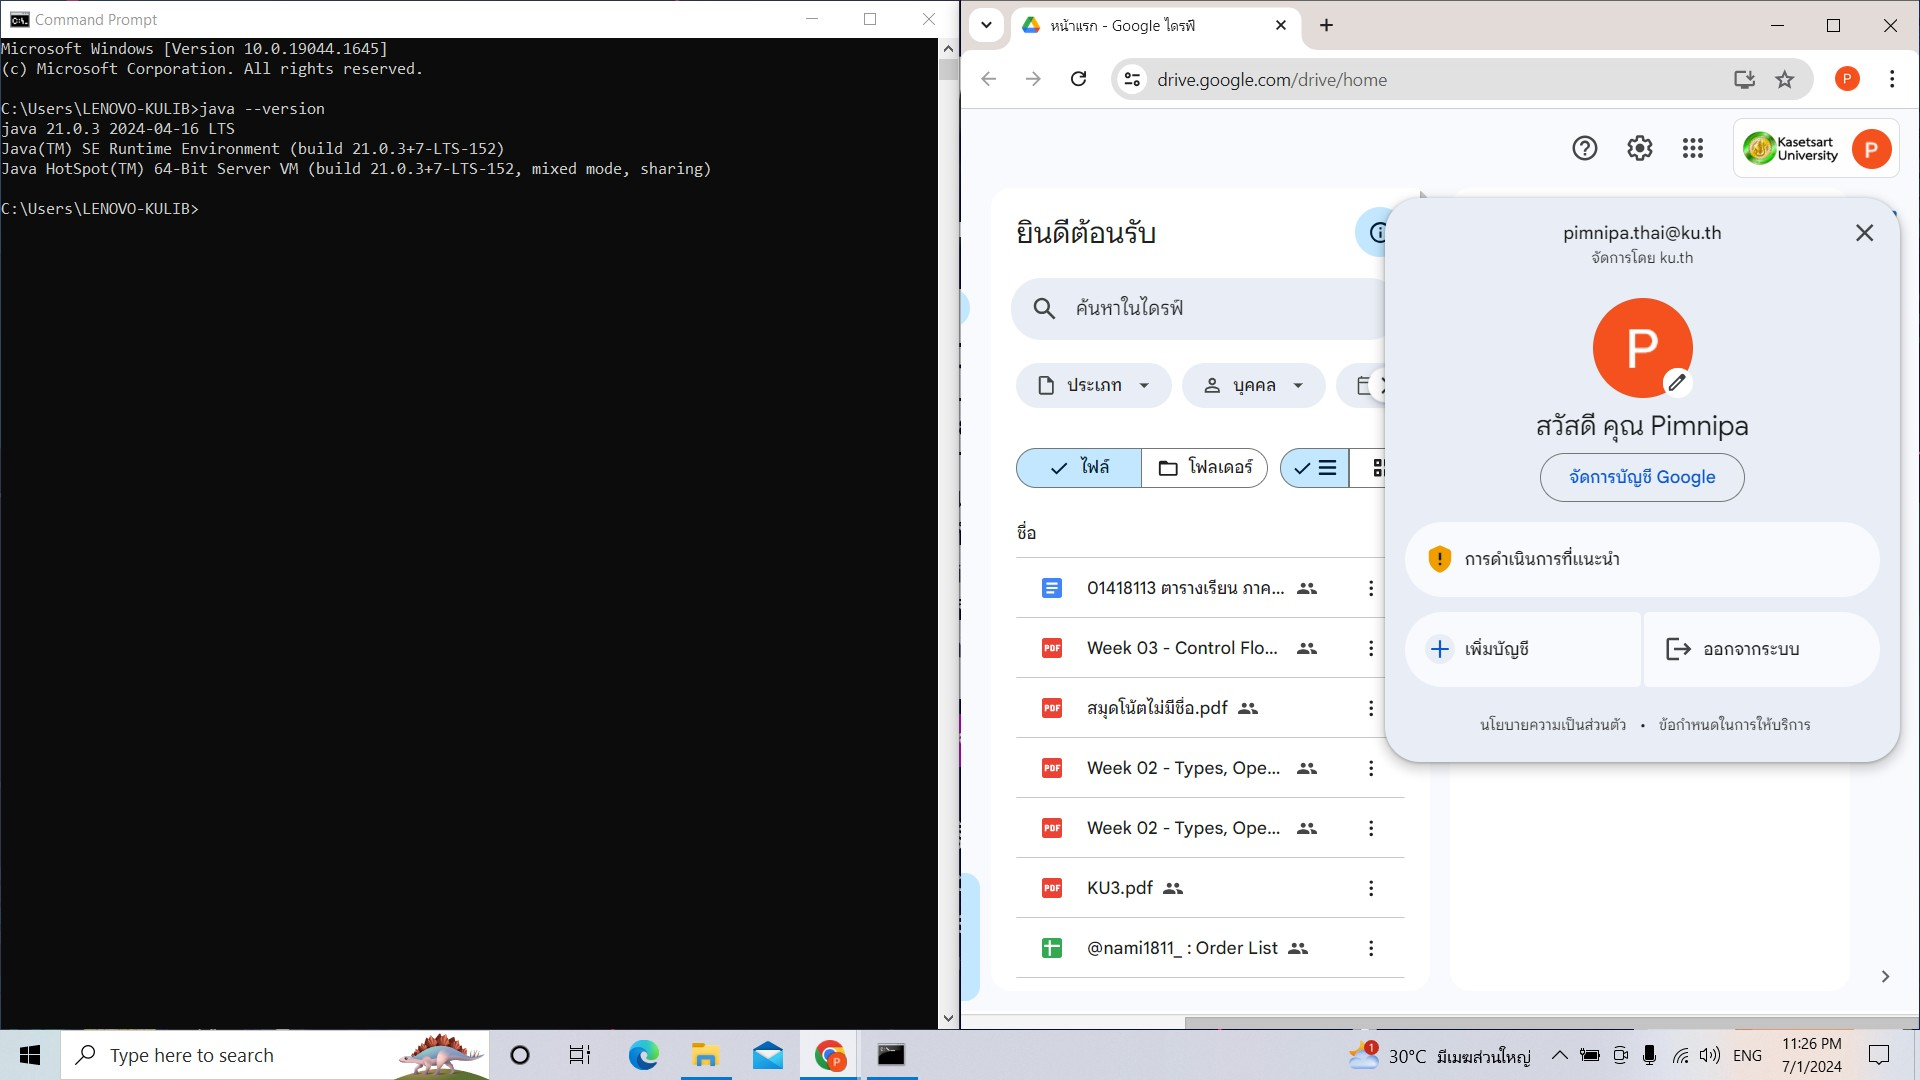 Command Prompt
Microsoft Windows [Version 10.0.19044.1645]
(c) Microsoft Corporation. All rights reserved.
C:\Users\LENOVO-KULIB>java --version
java 21.0.3 2024-04-16 LTS
Java(TM) SE Runtime Environment (build 21.0.3+7-LTS-152)
Java HotSpot(TM) 64-Bit Server VM (build 21.0.3+7-LTS-152, mixed mode, sharing)
C:\Users\LENOVO-KULIB>
หน้าแรก - Google ไดรฟ์
drive.google.com/drive/home
P
Kasetsart
University
P
ยินดีต้อนรับ
ค้นหาในไดรฟ์
ประเภท
บุคคล
ไฟล์
โฟลเดอร์
ชื่อ
01418113 ตารางเรียน ภาค...
Week 03 - Control Flo...
สมุดโน้ตไม่มีชื่อ.pdf
Week 02 - Types, Ope...
Week 02 - Types, Ope...
KU3.pdf
@nami1811_ : Order List
pimnipa.thai@ku.th
จัดการโดย ku.th
P
สวัสดี คุณ Pimnipa
จัดการบัญชี Google
การดำเนินการที่แนะนำ
เพิ่มบัญชี
ออกจากระบบ
นโยบายความเป็นส่วนตัว • ข้อกำหนดในการให้บริการ
Type here to search
1
30°C มีเมฆส่วนใหญ่
ENG
11:26 PM
7/1/2024